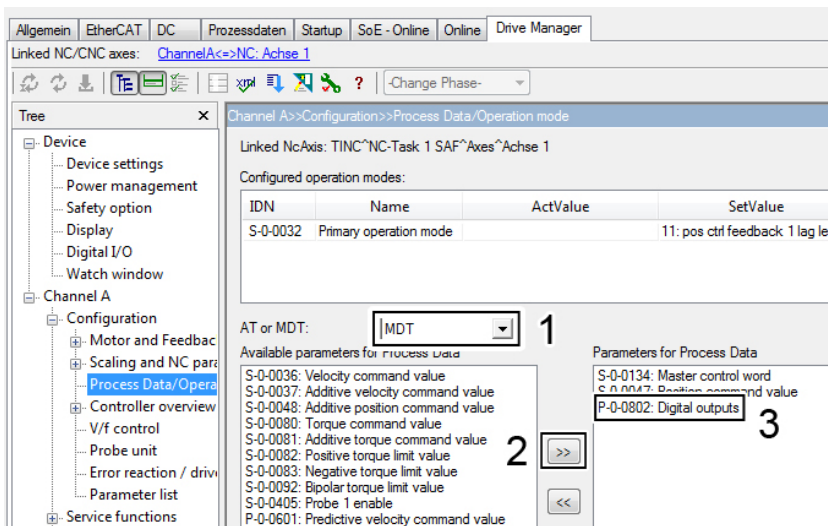 Allgemein EtherCAT DC Prozessdaten Startup SoE - Online Online Drive Manager
Linked NC/CNC axes: ChannelA<=>NC: Achse 1
xml ? -Change Phase-
Tree x Channel A>>Configuration>>Process Data/Operation mode
Device
Device settings
Power management
Safety option
Display
Digital I/O
Watch window
Channel A
Configuration
Motor and Feedbac
Scaling and NC para
Process Data/Opera
Controller overview
V/f control
Probe unit
Error reaction / drive
Parameter list
Service functions
Linked NcAxis: TINC^NC-Task 1 SAF^Axes^Achse 1
Configured operation modes:
IDN Name ActValue SetValue
S-0-0032 Primary operation mode 11: pos ctrl feedback 1 lag le
AT or MDT: MDT 1
Available parameters for Process Data
S-0-0036: Velocity command value
S-0-0037: Additive velocity command value
S-0-0048: Additive position command value
S-0-0080: Torque command value
S-0-0081: Additive torque command value
S-0-0082: Positive torque limit value
S-0-0083: Negative torque limit value
S-0-0092: Bipolar torque limit value
S-0-0405: Probe 1 enable
P-0-0601: Predictive velocity command value
2 >>
<<
Parameters for Process Data
S-0-0134: Master control word
S-0-0047: Position command value
P-0-0802: Digital outputs
3